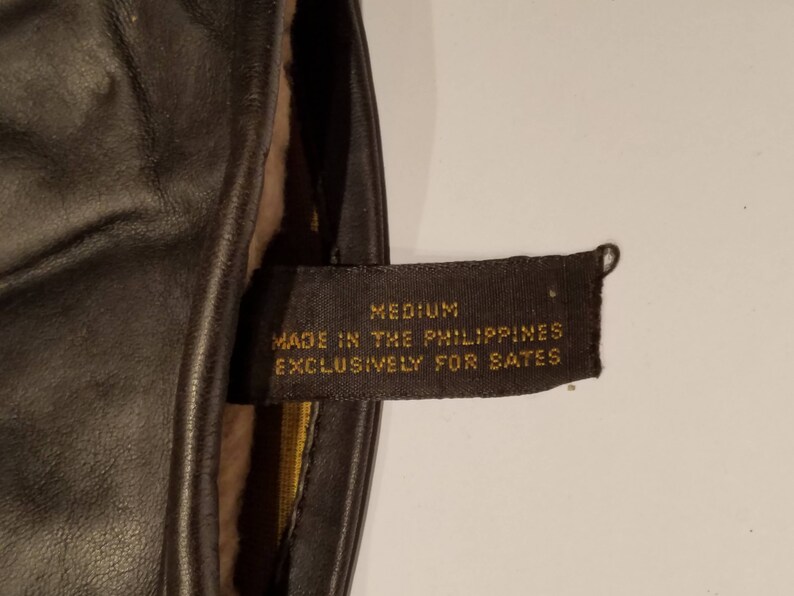 MEDIUM
MADE IN THE PHILIPPINES
EXCLUSIVELY FOR BATES